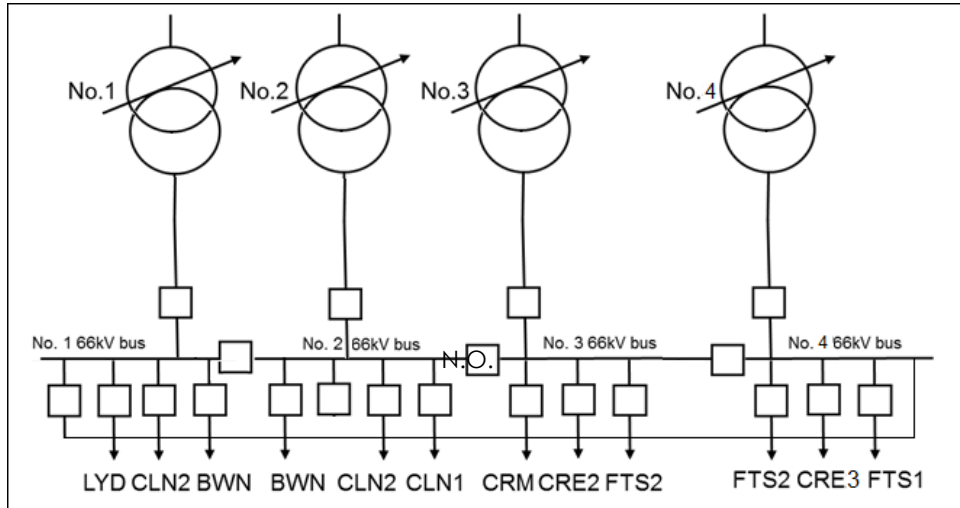 No.1
No.2
No.3
No. 4
No. 1 66kV bus
No. 2 66kV bus
N.O.
No. 3 66kV bus
No. 4 66kV bus
LYD CLN2 BWN BWN CLN2 CLN1 CRM CRE2 FTS2 FTS2 CRE3 FTS1